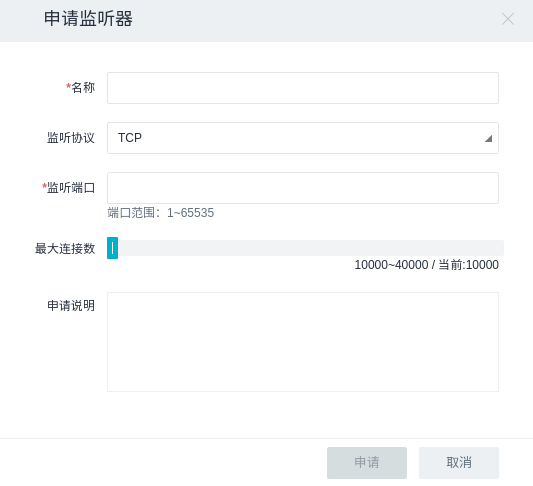 申请监听器
*名称
监听协议 TCP
*监听端口
端口范围：1~65535
最大连接数
10000~40000 / 当前:10000
申请说明
申请 取消